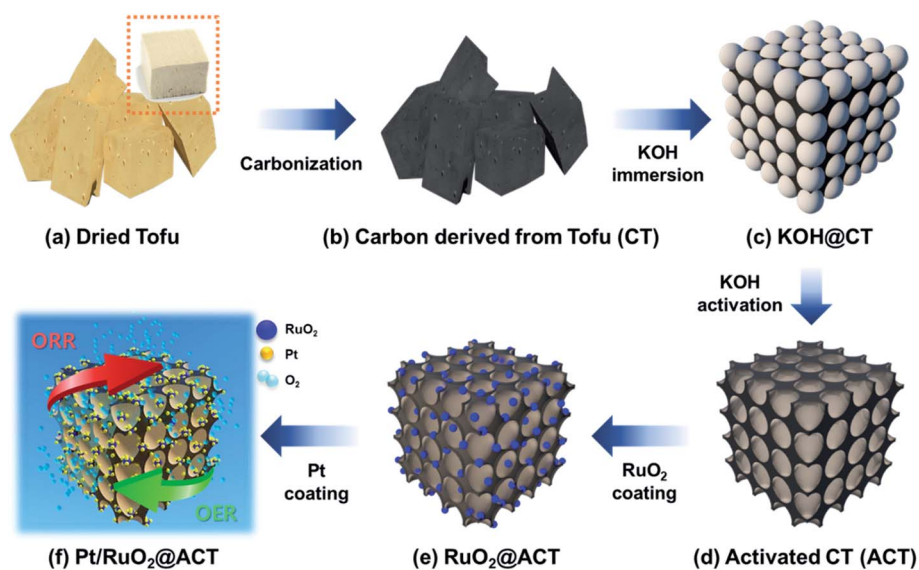 Carbonization
KOH
immersion
(a) Dried Tofu
(b) Carbon derived from Tofu (CT)
(c) KOH@CT
KOH
activation
ORR
OER
RuO₂
Pt
O₂
Pt
coating
RuO₂
coating
(f) Pt/RuO₂@ACT
(e) RuO₂@ACT
(d) Activated CT (ACT)